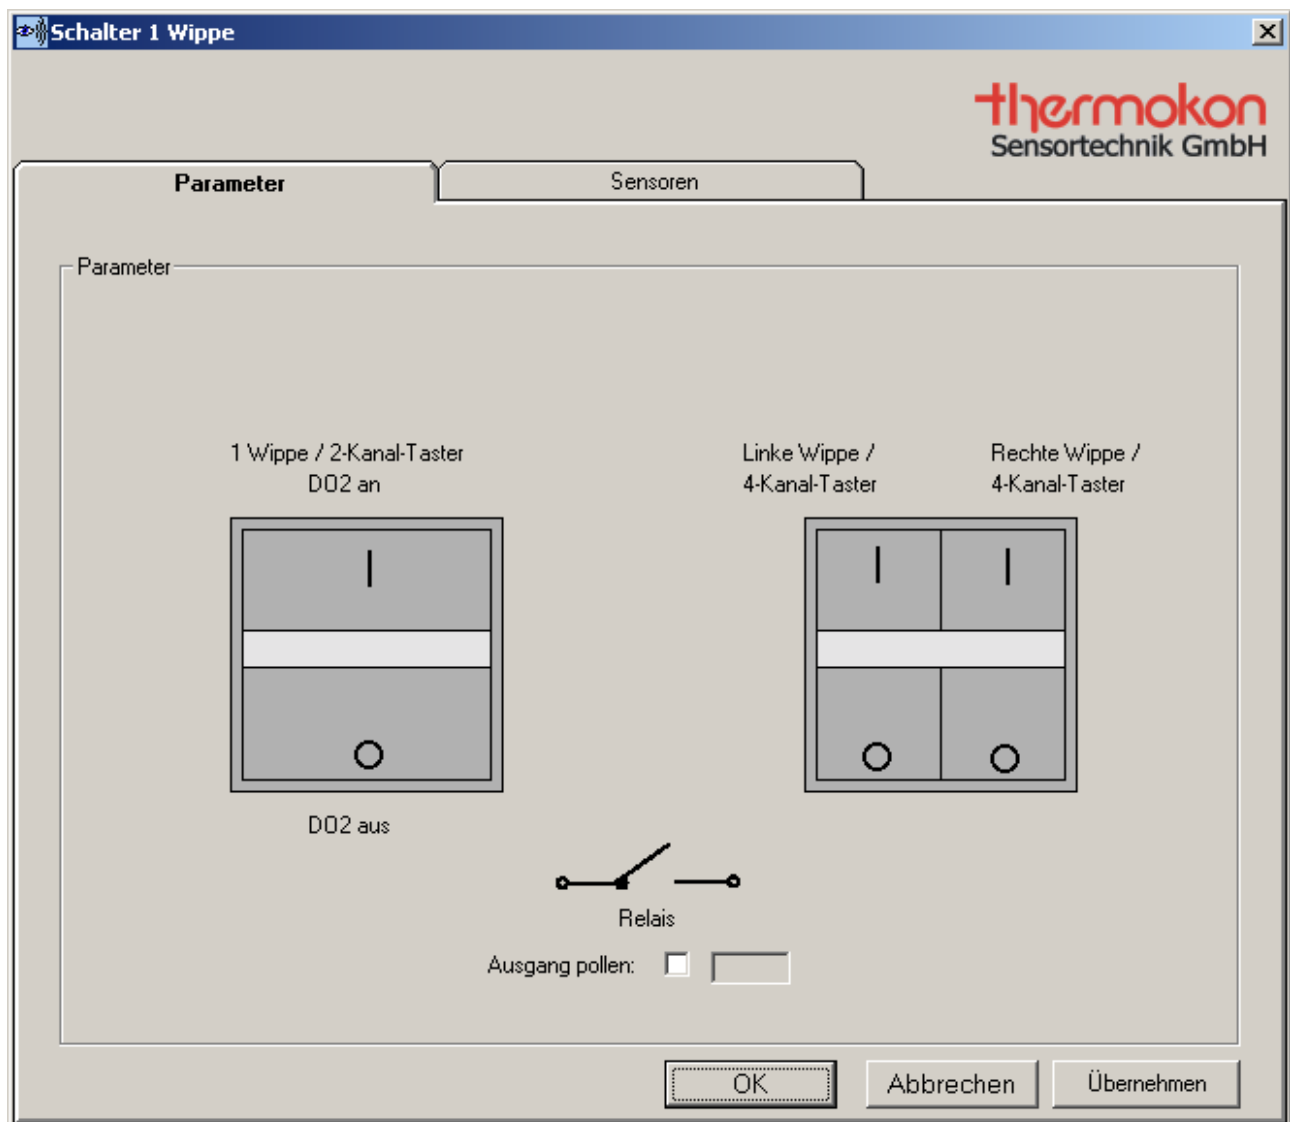 Schalter 1 Wippe
thermokon
Sensortechnik GmbH
Parameter
Sensoren
Parameter
1 Wippe / 2-Kanal-Taster
DO2 an
Linke Wippe /
4-Kanal-Taster
Rechte Wippe /
4-Kanal-Taster
DO2 aus
Relais
Ausgang pollen:
OK
Abbrechen
Übernehmen